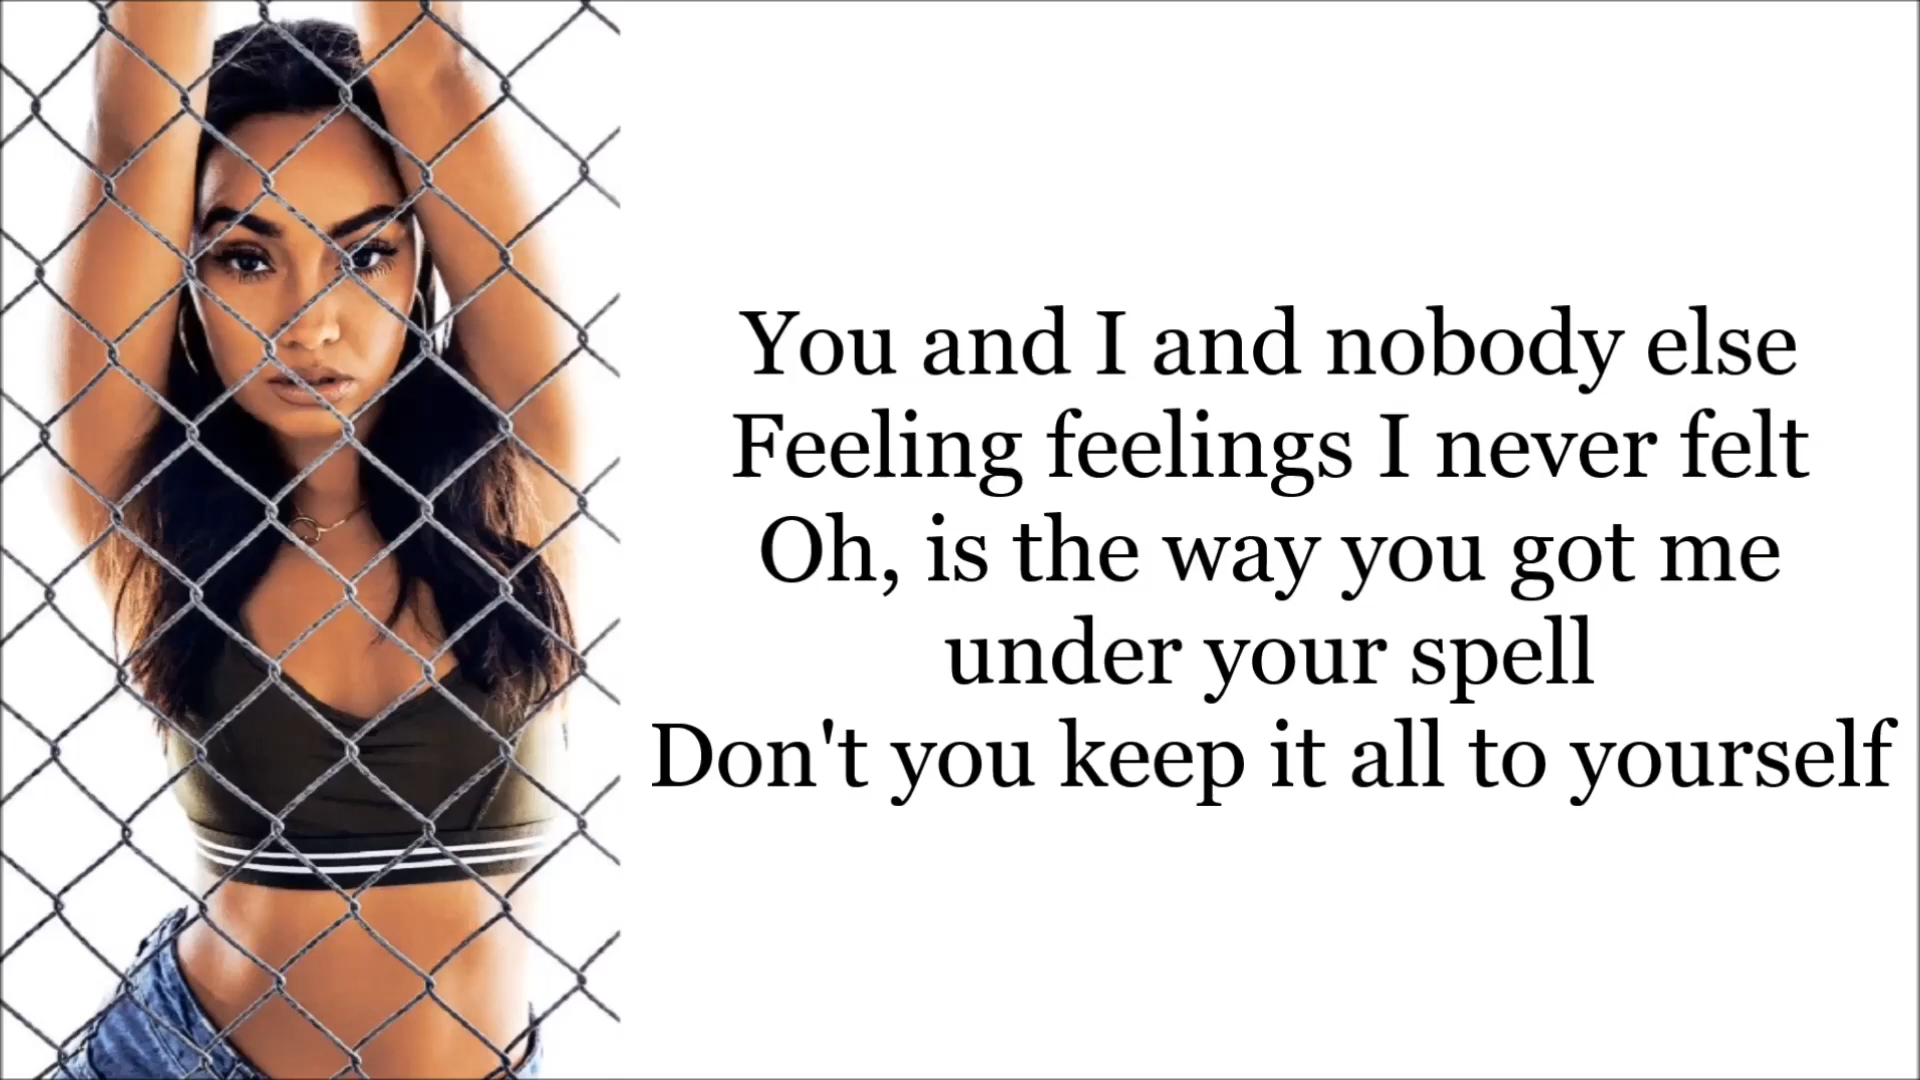 You and I and nobody else
Feeling feelings I never felt
Oh, is the way you got me
under your spell
Don't you keep it all to yourself